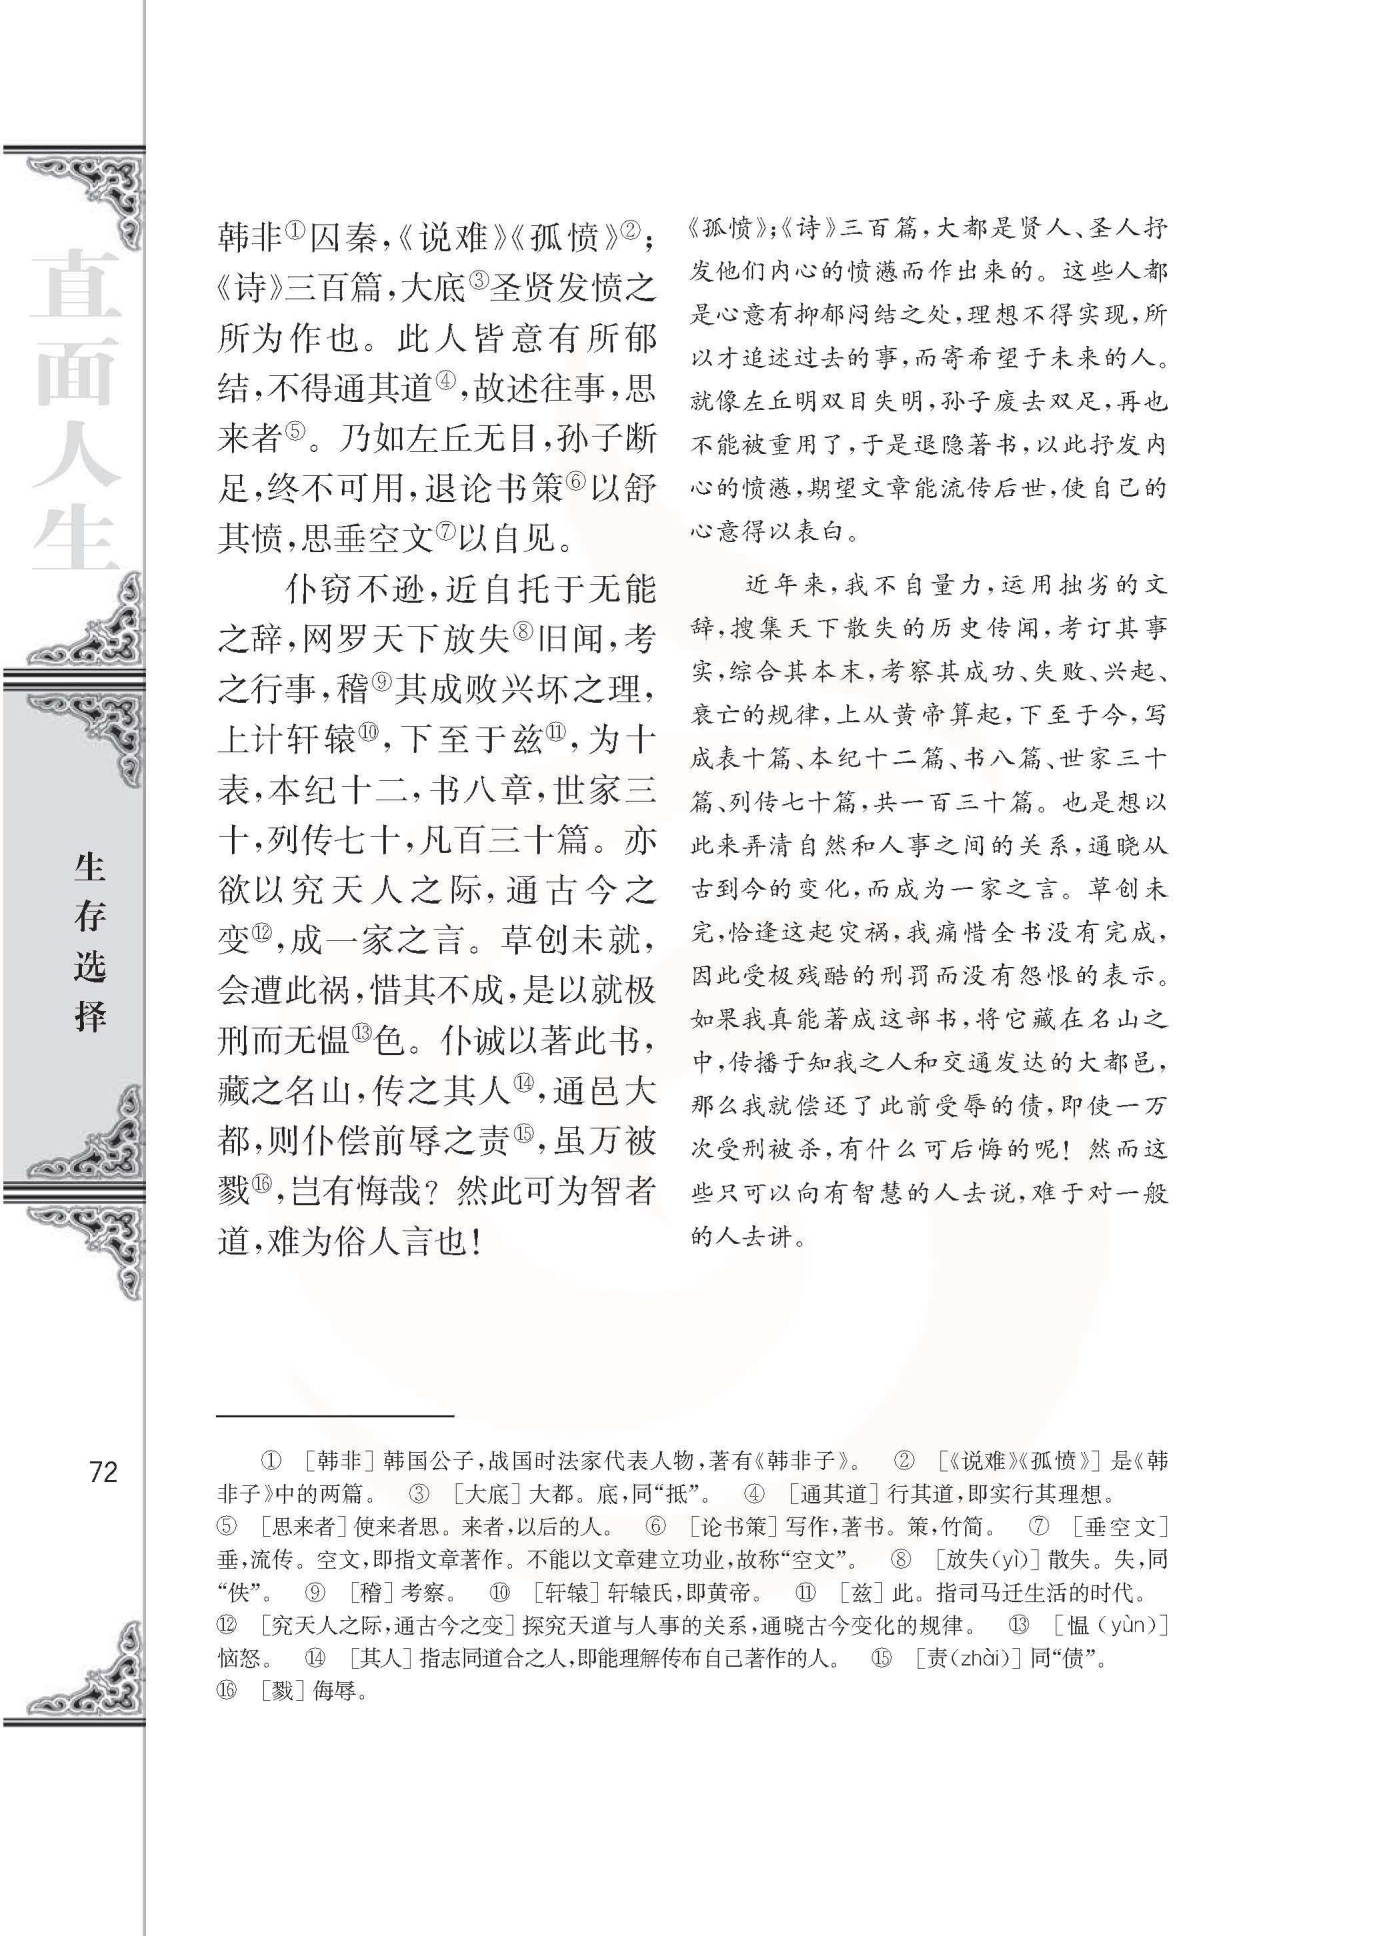 直面人生
生存选择
72
韩非①囚秦，《说难》《孤愤》②；
《诗》三百篇，大底③圣贤发愤之
所为作也。此人皆意有所郁
结，不得通其道④，故述往事，思
来者⑤。乃如左丘无目，孙子断
足，终不可用，退论书策⑥以舒
其愤，思垂空文⑦以自见。
仆窃不逊，近自托于无能
之辞，网罗天下放失⑧旧闻，考
之行事，稽⑨其成败兴坏之理，
上计轩辕⑩，下至于兹⑪，为十
表，本纪十二，书八章，世家三
十，列传七十，凡百三十篇。亦
欲以究天人之际，通古今之
变⑫，成一家之言。草创未就，
会遭此祸，惜其不成，是以就极
刑而无愠⑬色。仆诚以著此书，
藏之名山，传之其人⑭，通邑大
都，则仆偿前辱之责⑮，虽万被
戮⑯，岂有悔哉？然此可为智者
道，难为俗人言也！
《孤愤》；《诗》三百篇，大都是贤人、圣人抒
发他们内心的愤懑而作出来的。这些人都
是心意有抑郁闷结之处，理想不得实现，所
以才追述过去的事，而寄希望于未来的人。
就像左丘明双目失明，孙子废去双足，再也
不能被重用了，于是退隐著书，以此抒发内
心的愤懑，期望文章能流传后世，使自己的
心意得以表白。
近年来，我不自量力，运用拙劣的文
辞，搜集天下散失的历史传闻，考订其事
实，综合其本末，考察其成功、失败、兴起、
衰亡的规律，上从黄帝算起，下至于今，写
成表十篇、本纪十二篇、书八篇、世家三十
篇、列传七十篇，共一百三十篇。也是想以
此来弄清自然和人事之间的关系，通晓从
古到今的变化，而成为一家之言。草创未
完，恰逢这起灾祸，我痛惜全书没有完成，
因此受极残酷的刑罚而没有怨恨的表示。
如果我真能著成这部书，将它藏在名山之
中，传播于知我之人和交通发达的大都邑，
那么我就偿还了此前受辱的债，即使一万
次受刑被杀，有什么可后悔的呢！然而这
些只可以向有智慧的人去说，难于对一般
的人去讲。
① ［韩非］韩国公子，战国时法家代表人物，著有《韩非子》。 ② ［《说难》《孤愤》］是《韩
非子》中的两篇。 ③ ［大底］大都。底，同“抵”。 ④ ［通其道］行其道，即实行其理想。
⑤ ［思来者］使来者思。来者，以后的人。 ⑥ ［论书策］写作，著书。策，竹简。 ⑦ ［垂空文］
垂，流传。空文，即指文章著作。不能以文章建立功业，故称“空文”。 ⑧ ［放失(yì)］散失。失，同
“佚”。 ⑨ ［稽］考察。 ⑩ ［轩辕］轩辕氏，即黄帝。 ⑪ ［兹］此。指司马迁生活的时代。
⑫ ［究天人之际，通古今之变］探究天道与人事的关系，通晓古今变化的规律。 ⑬ ［愠（yùn）］
恼怒。 ⑭ ［其人］指志同道合之人，即能理解传布自己著作的人。 ⑮ ［责(zhài)］同“债”。
⑯ ［戮］侮辱。